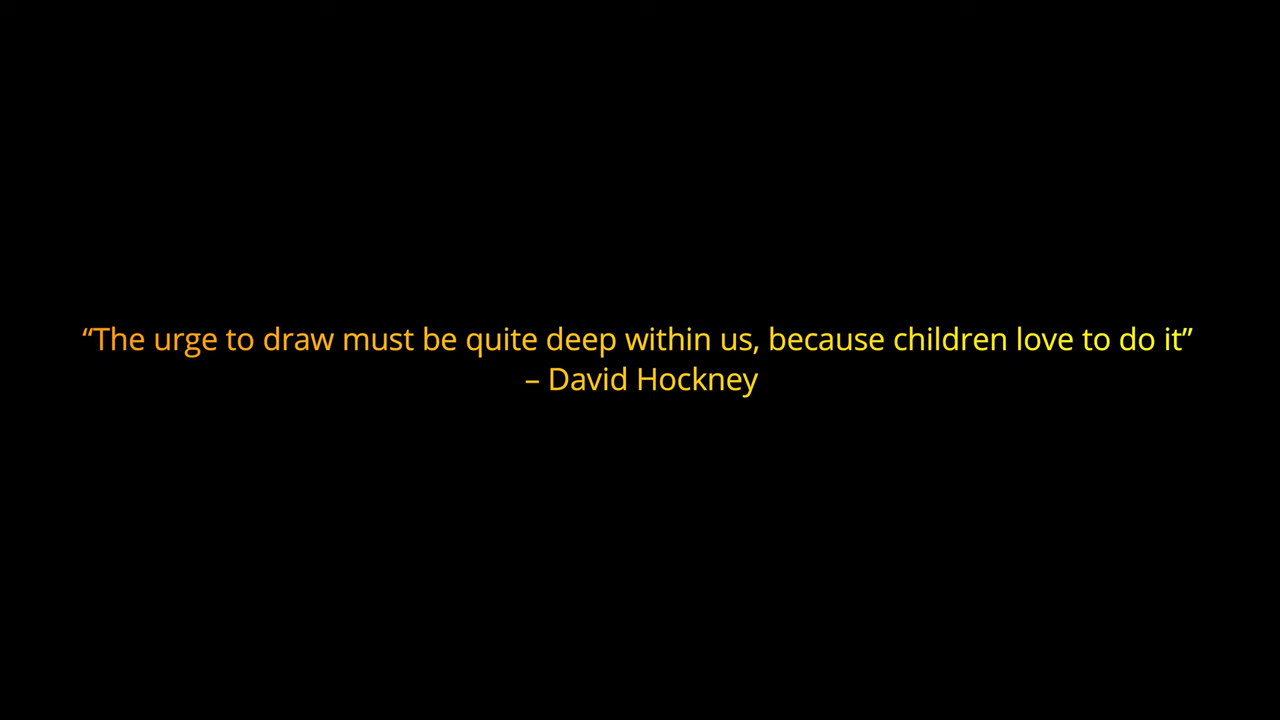 “The urge to draw must be quite deep within us, because children love to do it”
– David Hockney